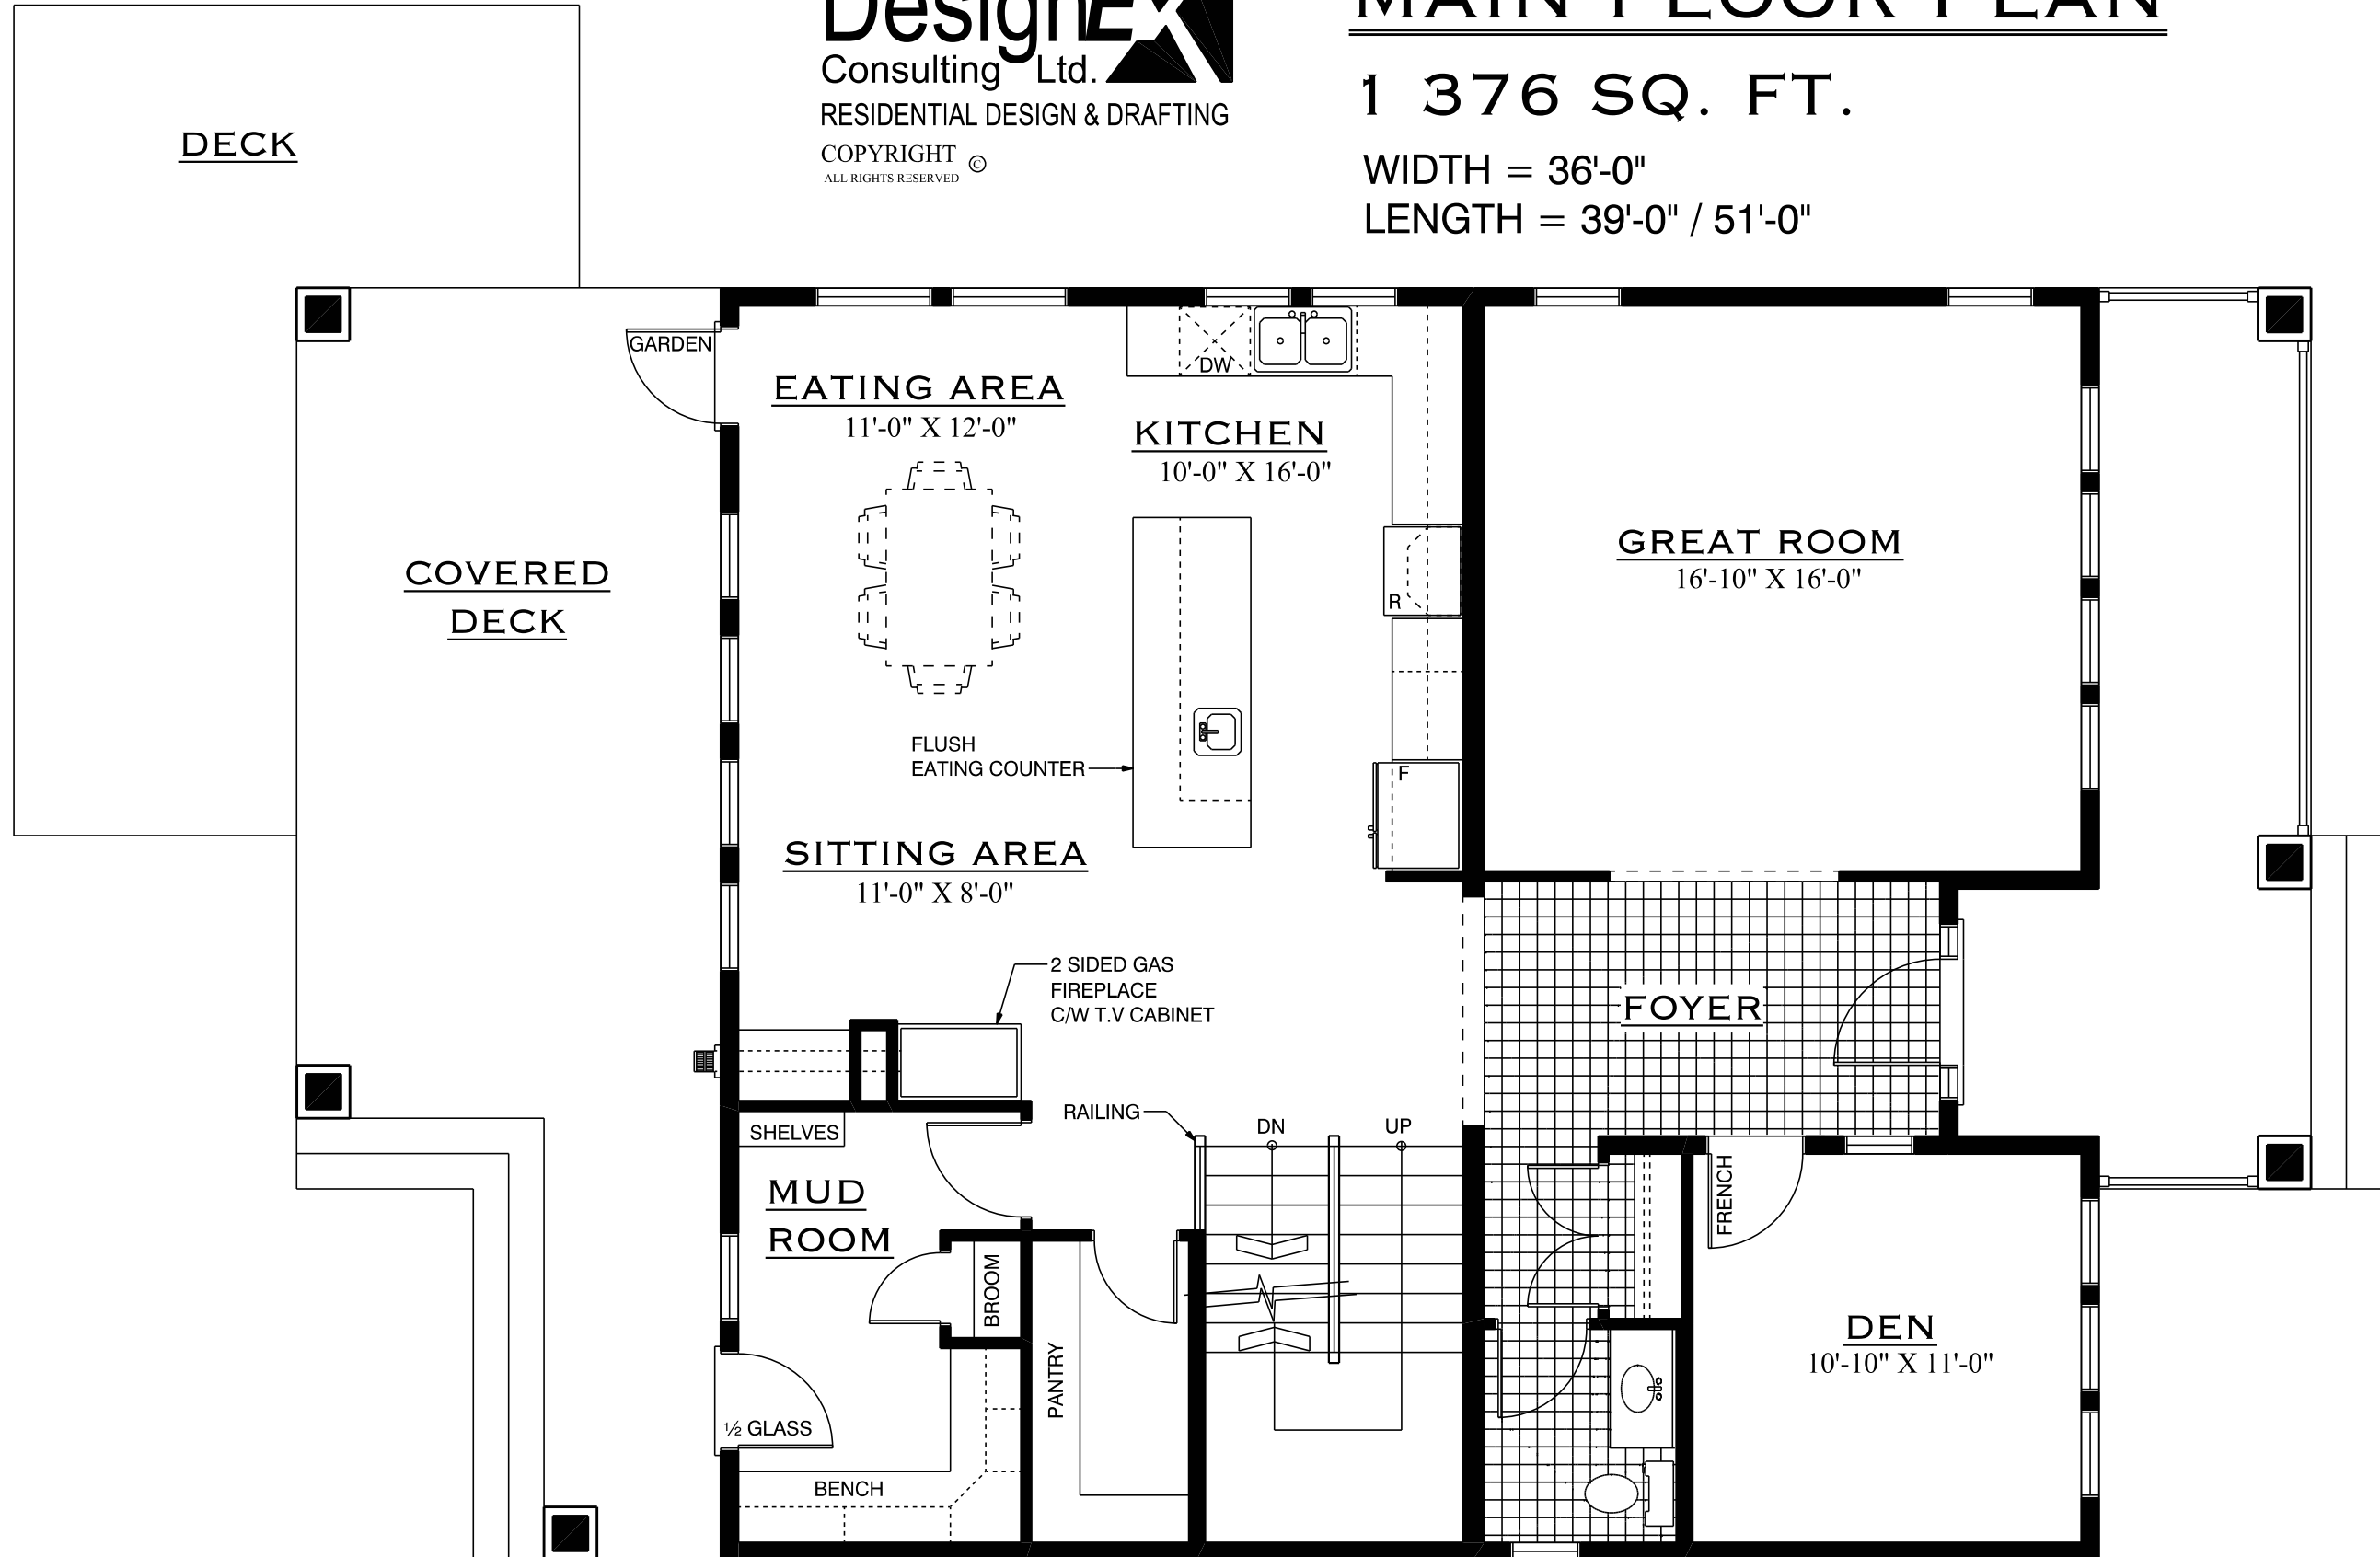 DesignEX
MAIN FLOOR PLAN
Consulting Ltd.
RESIDENTIAL DESIGN & DRAFTING
COPYRIGHT ©
ALL RIGHTS RESERVED
1 376 SQ. FT.
WIDTH = 36'-0"
LENGTH = 39'-0" / 51'-0"
DECK
GARDEN
DW
EATING AREA
11'-0" X 12'-0"
KITCHEN
10'-0" X 16'-0"
GREAT ROOM
16'-10" X 16'-0"
COVERED
DECK
R
FLUSH
EATING COUNTER
F
SITTING AREA
11'-0" X 8'-0"
2 SIDED GAS
FIREPLACE
C/W T.V CABINET
FOYER
RAILING
DN
UP
SHELVES
MUD
ROOM
BROOM
FRENCH
PANTRY
DEN
10'-10" X 11'-0"
½ GLASS
BENCH